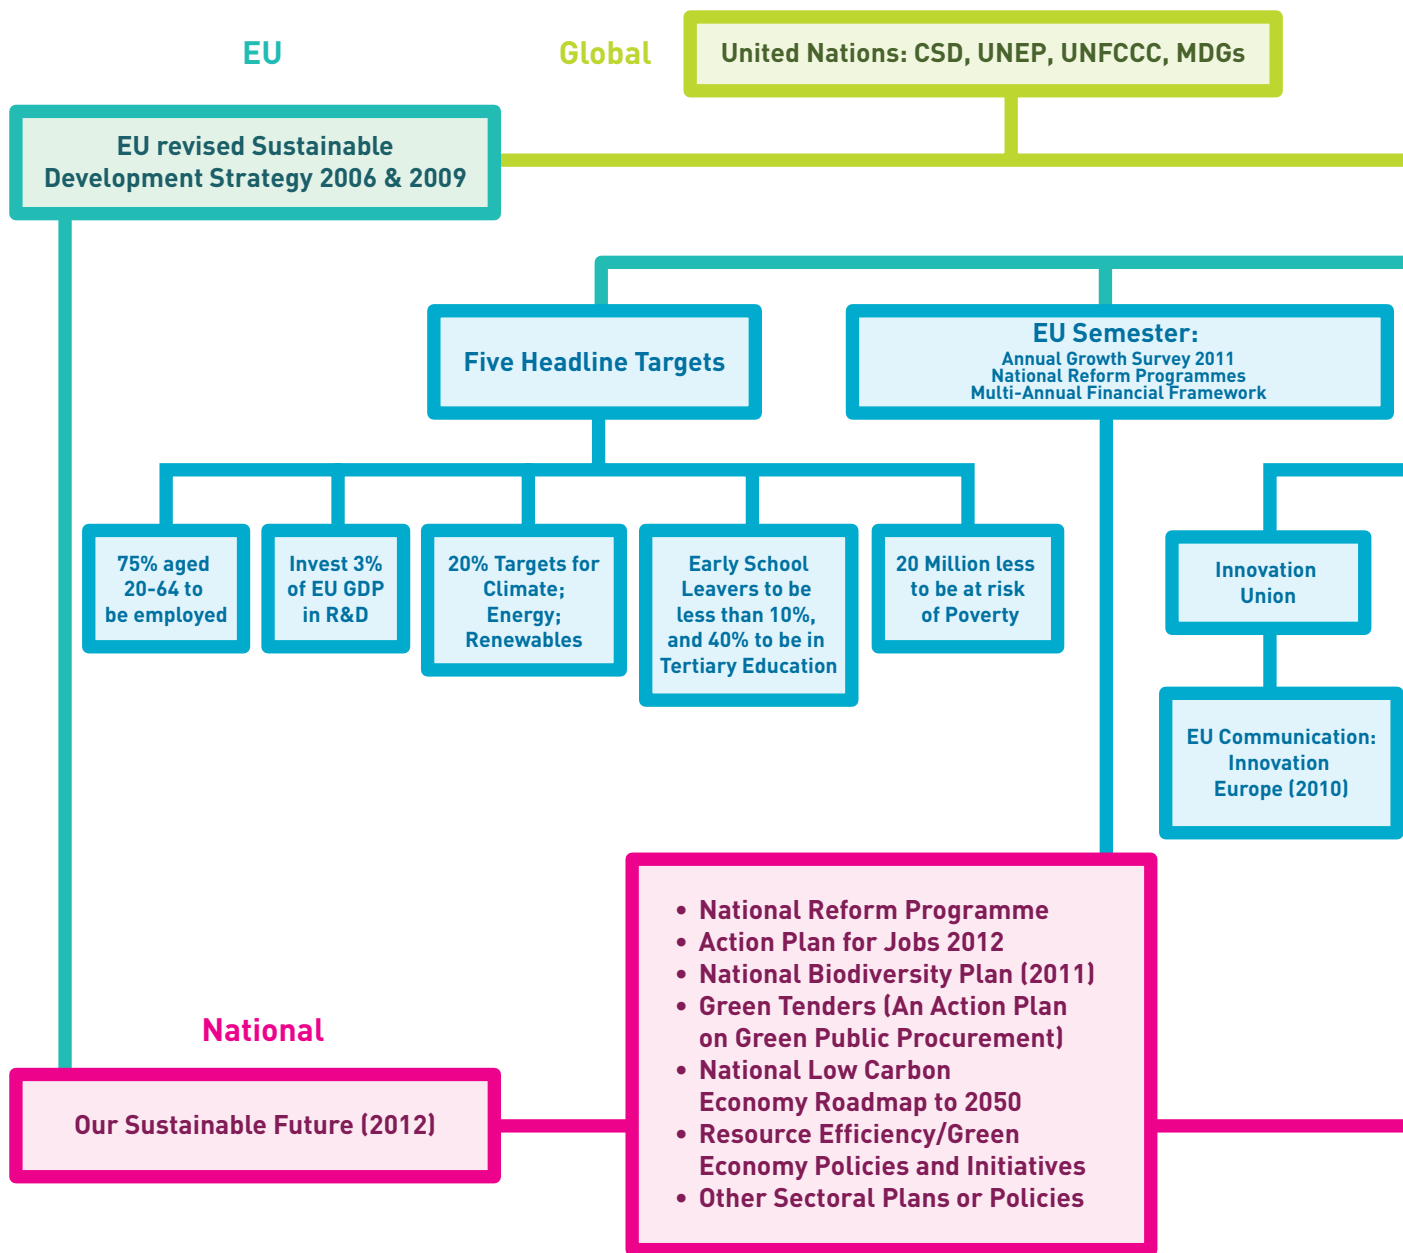 EU
Global
United Nations: CSD, UNEP, UNFCCC, MDGs
EU revised Sustainable
Development Strategy 2006 & 2009
Five Headline Targets
EU Semester:
Annual Growth Survey 2011
National Reform Programmes
Multi-Annual Financial Framework
75% aged
20-64 to
be employed
Invest 3%
of EU GDP
in R&D
20% Targets for
Climate;
Energy;
Renewables
Early School
Leavers to be
less than 10%,
and 40% to be in
Tertiary Education
20 Million less
to be at risk
of Poverty
Innovation
Union
EU Communication:
Innovation
Europe (2010)
• National Reform Programme
• Action Plan for Jobs 2012
• National Biodiversity Plan (2011)
• Green Tenders (An Action Plan
on Green Public Procurement)
• National Low Carbon
Economy Roadmap to 2050
• Resource Efficiency/Green
Economy Policies and Initiatives
• Other Sectoral Plans or Policies
National
Our Sustainable Future (2012)